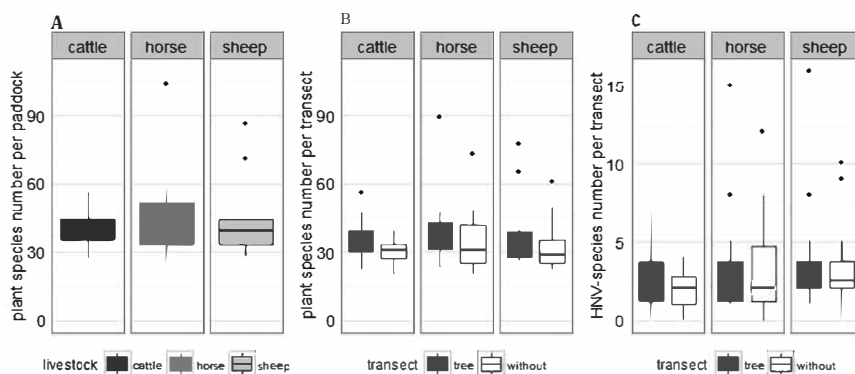 A
cattle horse sheep
plant species number per paddock
90
60
30
0
livestock cattle horse sheep
B
cattle horse sheep
plant species number per transect
90
60
30
0
transect tree without
C
cattle horse sheep
HNV-species number per transect
15
10
5
0
transect tree without